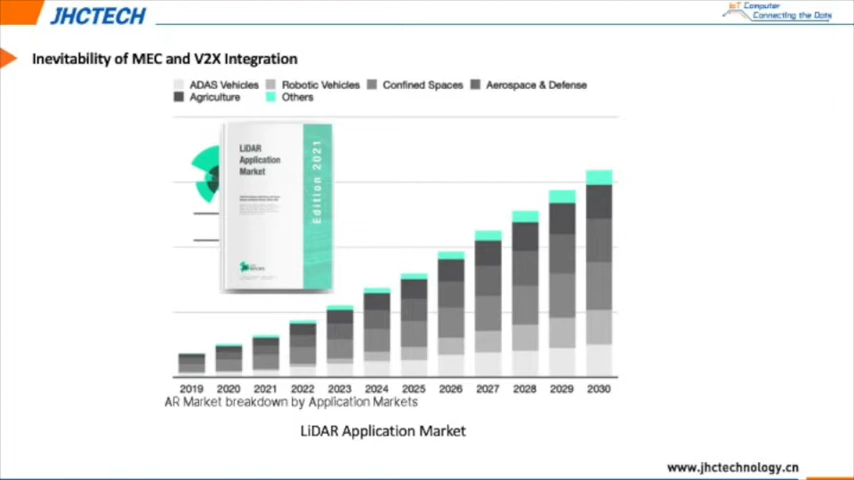 JHCTECH
IoT Computer
Connecting the Dots
Inevitability of MEC and V2X Integration
ADAS Vehicles Robotic Vehicles Confined Spaces Aerospace & Defense
Agriculture Others
LiDAR
Application
Market
Edition 2021
2019 2020 2021 2022 2023 2024 2025 2026 2027 2028 2029 2030
AR Market breakdown by Application Markets
LiDAR Application Market
www.jhctechnology.cn